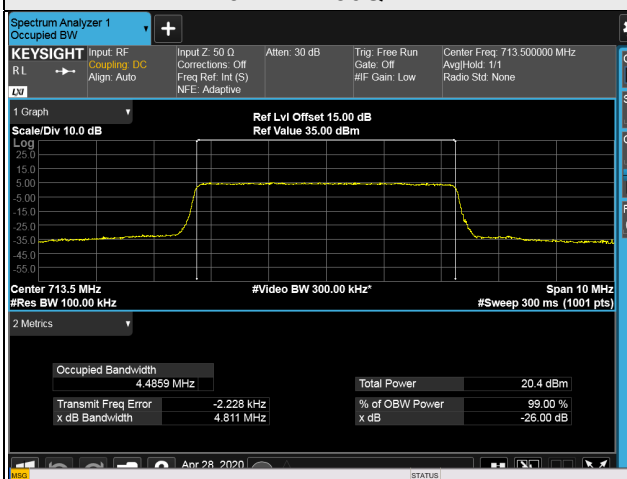 Spectrum Analyzer 1
Occupied BW
KEYSIGHT
RL
LXI
Input: RF
Coupling: DC
Align: Auto
Input Z: 50 Ω
Corrections: Off
Freq Ref: Int (S)
NFE: Adaptive
Atten: 30 dB
Trig: Free Run
Gate: Off
#IF Gain: Low
Center Freq: 713.500000 MHz
Avg|Hold: 1/1
Radio Std: None
1 Graph
Scale/Div 10.0 dB
Ref Lvl Offset 15.00 dB
Ref Value 35.00 dBm
Log
25.0
15.0
5.00
-5.00
-15.0
-25.0
-35.0
-45.0
-55.0
Center 713.5 MHz
#Res BW 100.00 kHz
#Video BW 300.00 kHz*
Span 10 MHz
#Sweep 300 ms (1001 pts)
2 Metrics
Occupied Bandwidth
4.4859 MHz
Total Power 20.4 dBm
Transmit Freq Error -2.228 kHz
% of OBW Power 99.00 %
x dB Bandwidth 4.811 MHz
x dB -26.00 dB
Apr 28, 2020
MSG
STATUS